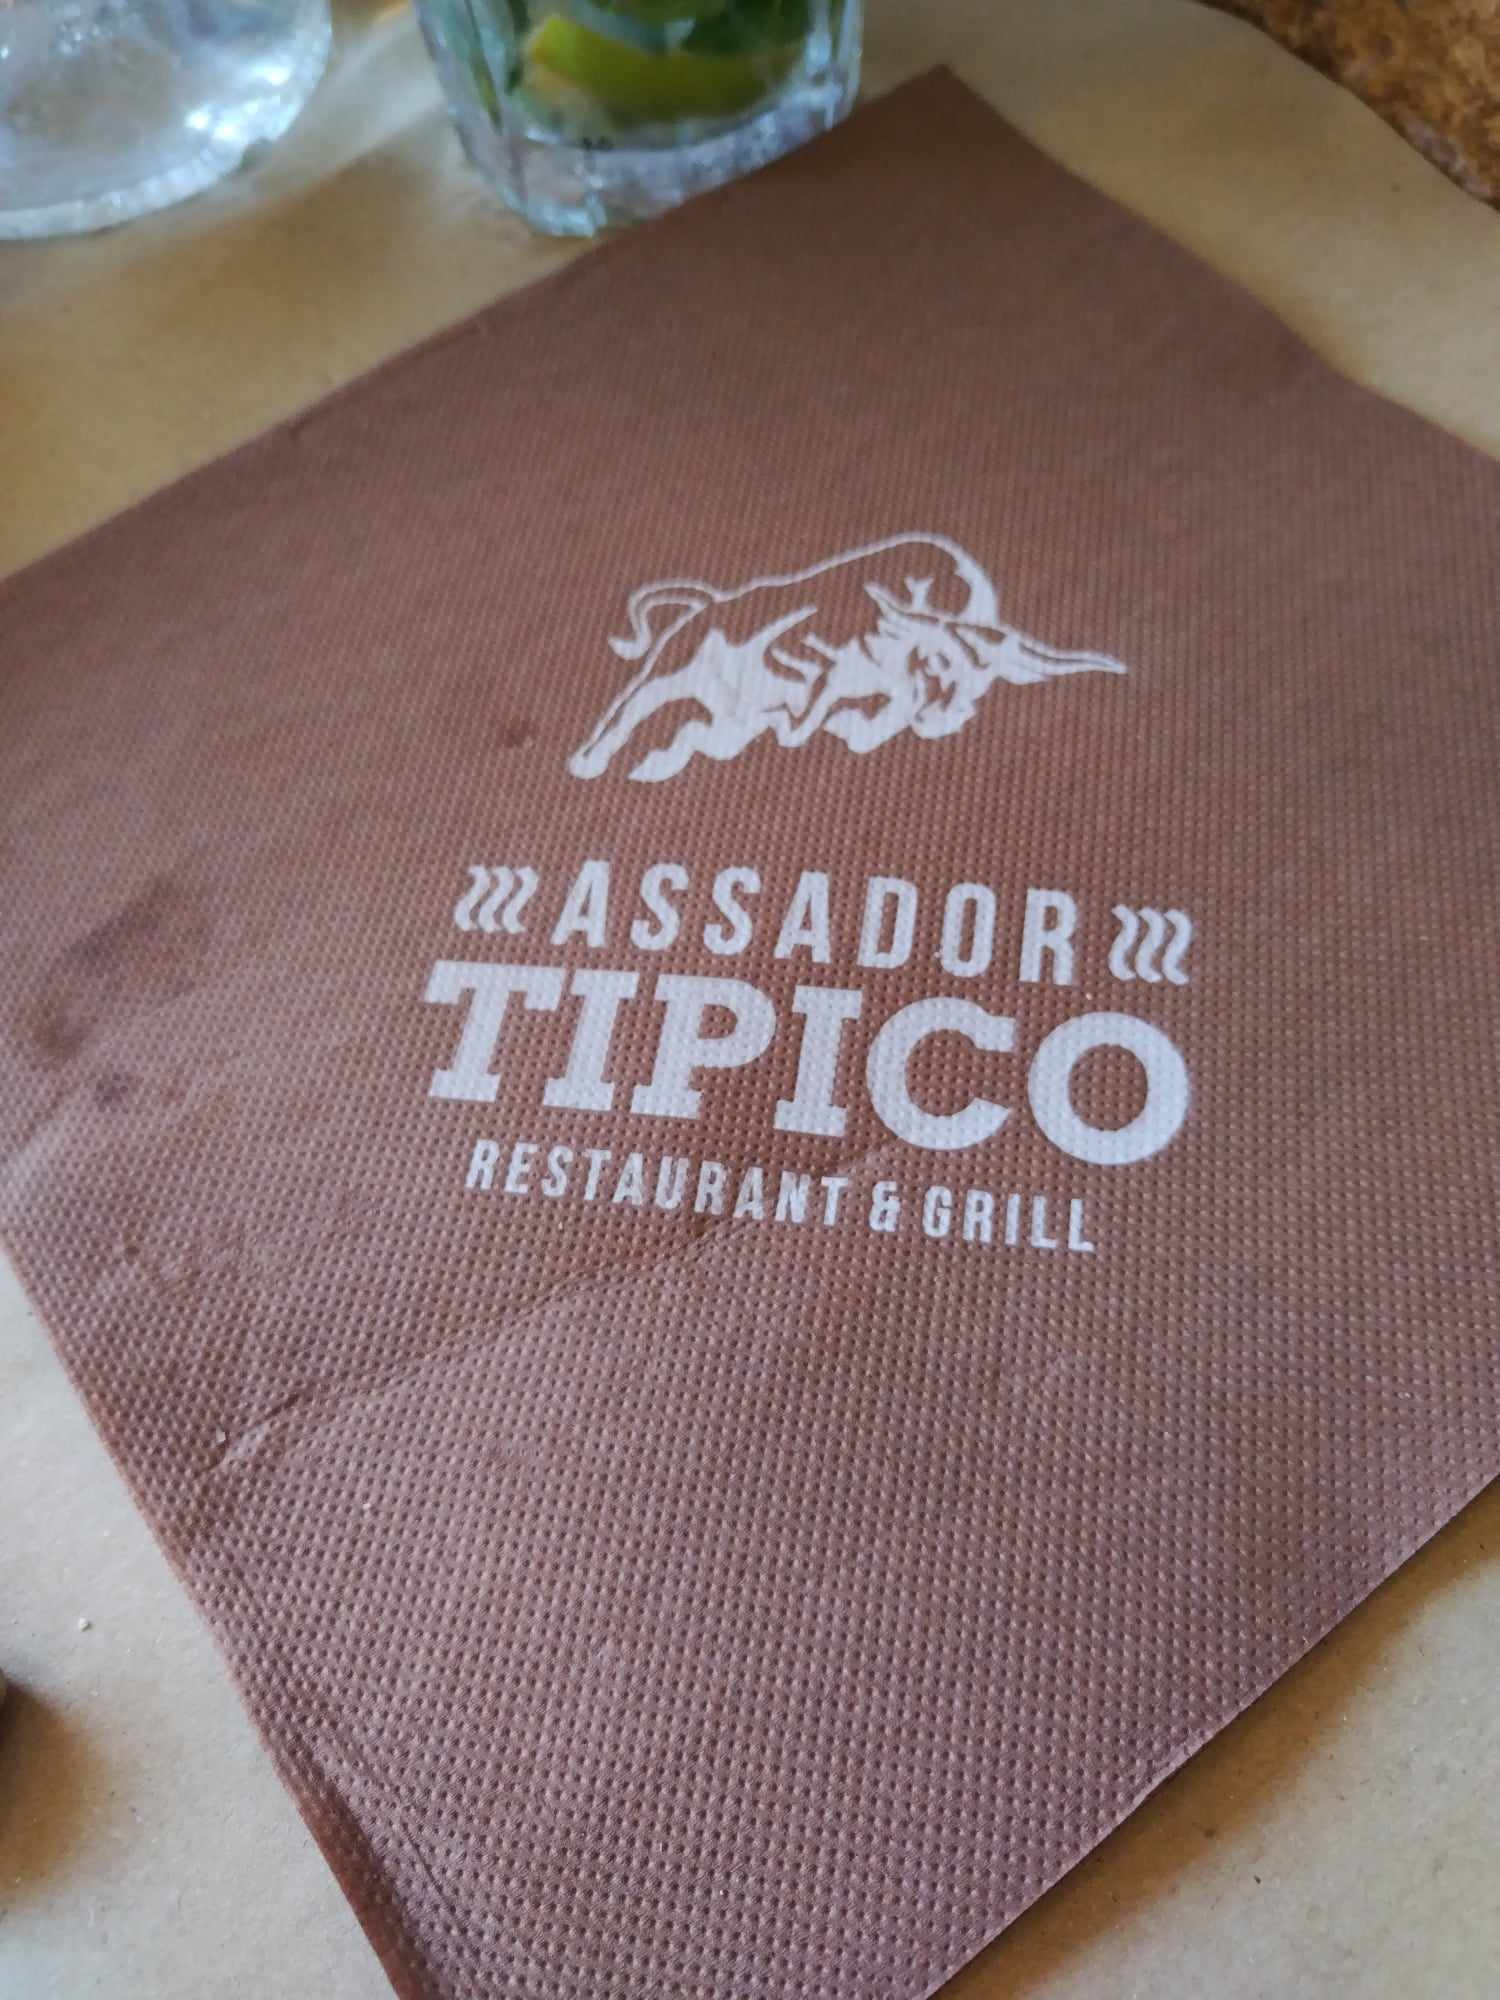 ASSADOR
TIPICO
RESTAURANT & GRILL